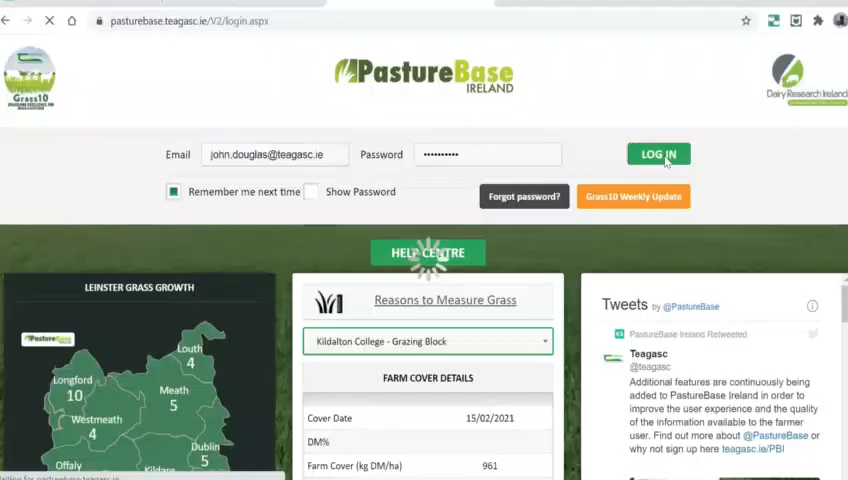 pasturebase.teagasc.ie/V2/login.aspx
Grass10
PastureBase
IRELAND
Dairy Research Ireland
Email
john.douglas@teagasc.ie
Password
••••••••••
LOG IN
Remember me next time
Show Password
Forgot password?
Grass10 Weekly Update
HELP CENTRE
LEINSTER GRASS GROWTH
PastureBase
Louth
4
Longford
10
Meath
5
Westmeath
4
Dublin
5
Offaly
Kildare
Reasons to Measure Grass
Kildalton College - Grazing Block
FARM COVER DETAILS
Cover Date 15/02/2021
DM%
Farm Cover (kg DM/ha) 961
Tweets by @PastureBase
PastureBase Ireland Retweeted
Teagasc
@teagasc
Additional features are continuously being
added to PastureBase Ireland in order to
improve the user experience and the quality
of the information available to the farmer
user. Find out more about @PastureBase or
why not sign up here teagasc.ie/PBI